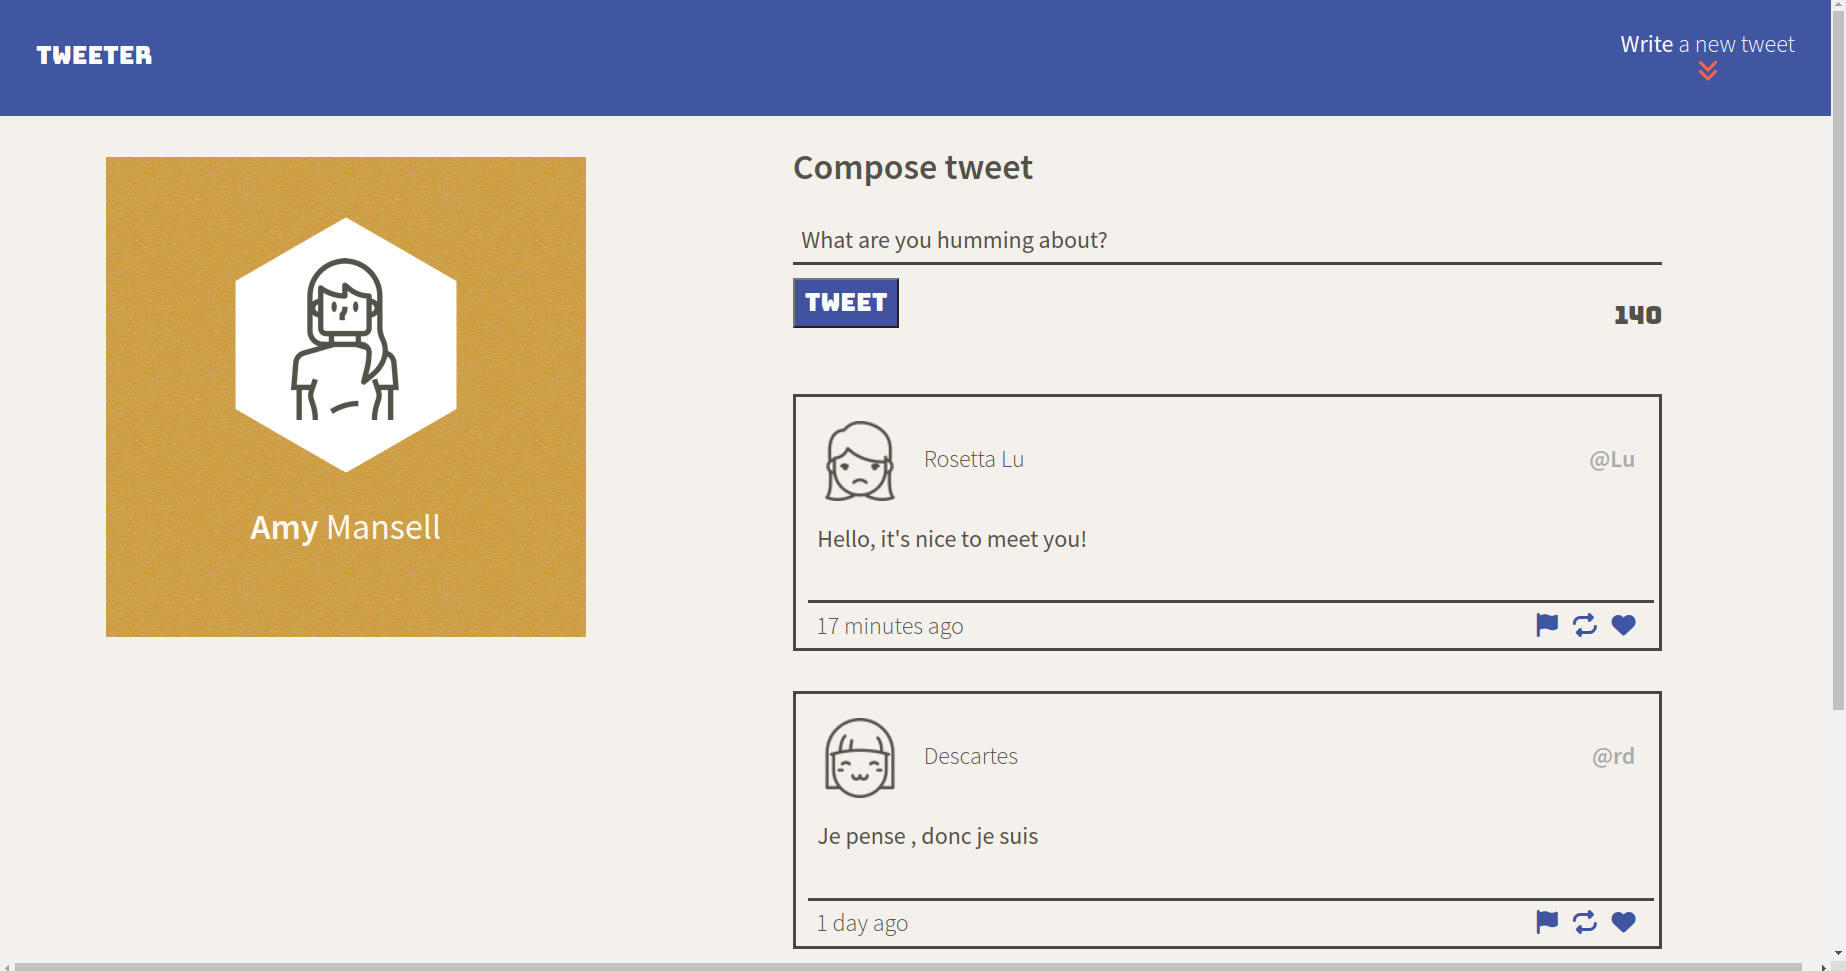 TWEETER
Write a new tweet
Amy Mansell
Compose tweet
What are you humming about?
TWEET
140
Rosetta Lu
@Lu
Hello, it's nice to meet you!
17 minutes ago
Descartes
@rd
Je pense , donc je suis
1 day ago